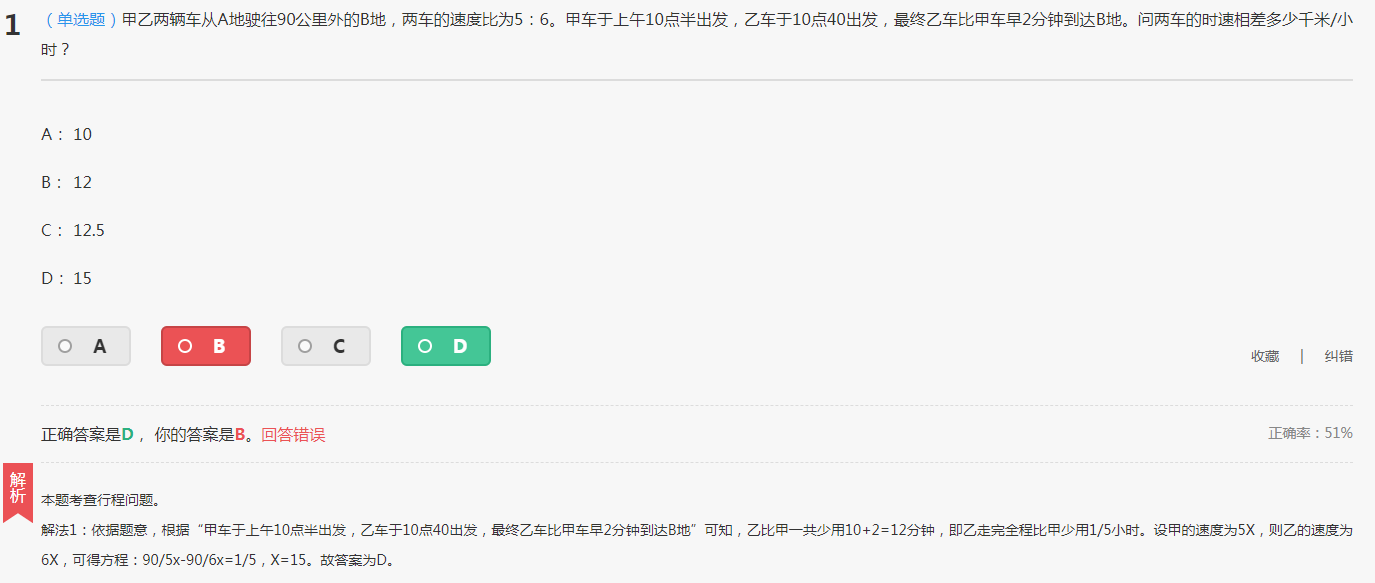 1
（单选题）甲乙两辆车从A地驶往90公里外的B地，两车的速度比为5：6。甲车于上午10点半出发，乙车于10点40出发，最终乙车比甲车早2分钟到达B地。问两车的时速相差多少千米/小
时？
A： 10
B： 12
C： 12.5
D： 15
A B C D
收藏 | 纠错
正确答案是D， 你的答案是B。回答错误
正确率：51%
解析
本题考查行程问题。
解法1：依据题意，根据“甲车于上午10点半出发，乙车于10点40出发，最终乙车比甲车早2分钟到达B地”可知，乙比甲一共少用10+2=12分钟，即乙走完全程比甲少用1/5小时。设甲的速度为5X，则乙的速度为
6X，可得方程：90/5x-90/6x=1/5，X=15。故答案为D。